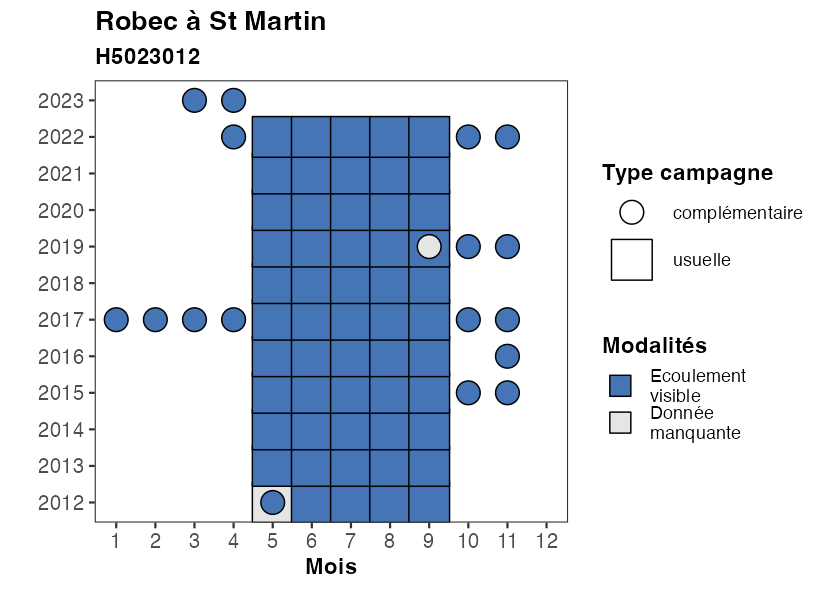 Robec à St Martin
H5023012
2023
2022
2021
2020
2019
2018
2017
2016
2015
2014
2013
2012
1 2 3 4 5 6 7 8 9 10 11 12
Mois
Type campagne
complémentaire
usuelle
Modalités
Ecoulement
visible
Donnée
manquante